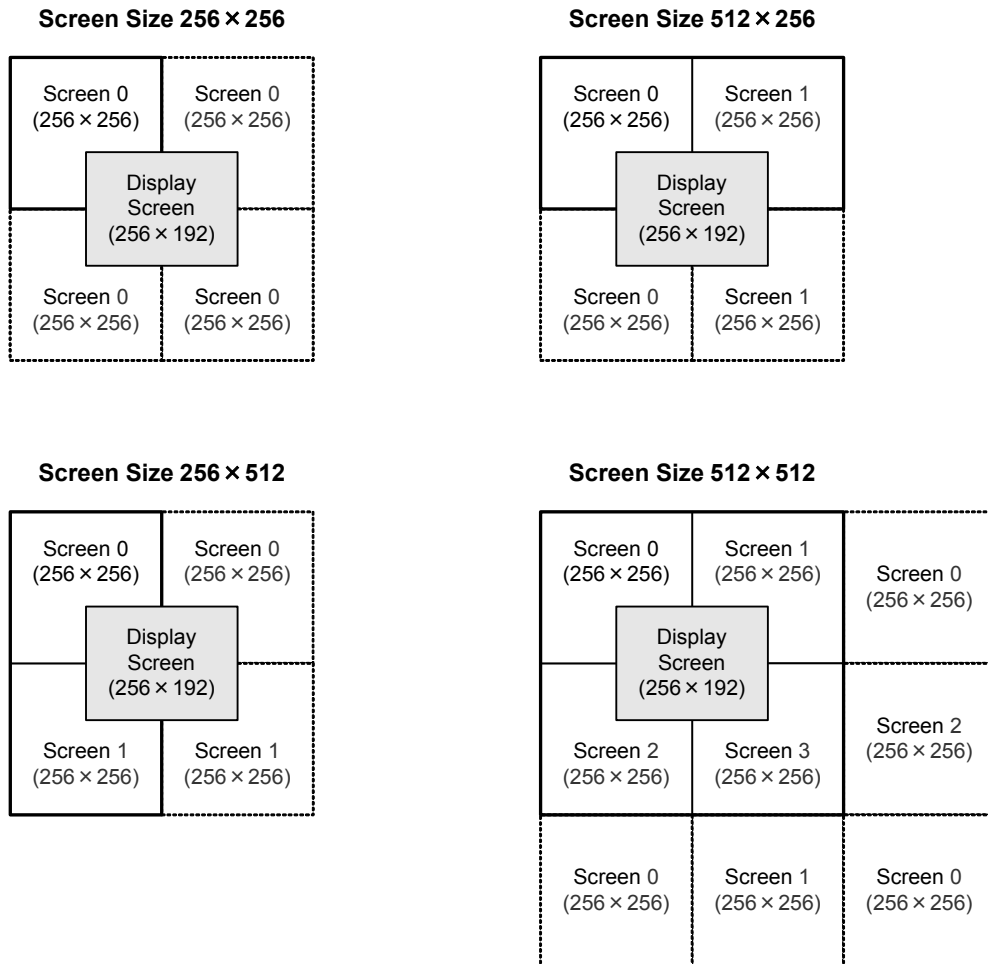 Screen Size 256 × 256
Screen 0
(256 × 256)
Screen 0
(256 × 256)
Display
Screen
(256 × 192)
Screen 0
(256 × 256)
Screen 0
(256 × 256)
Screen Size 512 × 256
Screen 0
(256 × 256)
Screen 1
(256 × 256)
Display
Screen
(256 × 192)
Screen 0
(256 × 256)
Screen 1
(256 × 256)
Screen Size 256 × 512
Screen 0
(256 × 256)
Screen 0
(256 × 256)
Display
Screen
(256 × 192)
Screen 1
(256 × 256)
Screen 1
(256 × 256)
Screen Size 512 × 512
Screen 0
(256 × 256)
Screen 1
(256 × 256)
Screen 0
(256 × 256)
Display
Screen
(256 × 192)
Screen 2
(256 × 256)
Screen 3
(256 × 256)
Screen 2
(256 × 256)
Screen 0
(256 × 256)
Screen 1
(256 × 256)
Screen 0
(256 × 256)